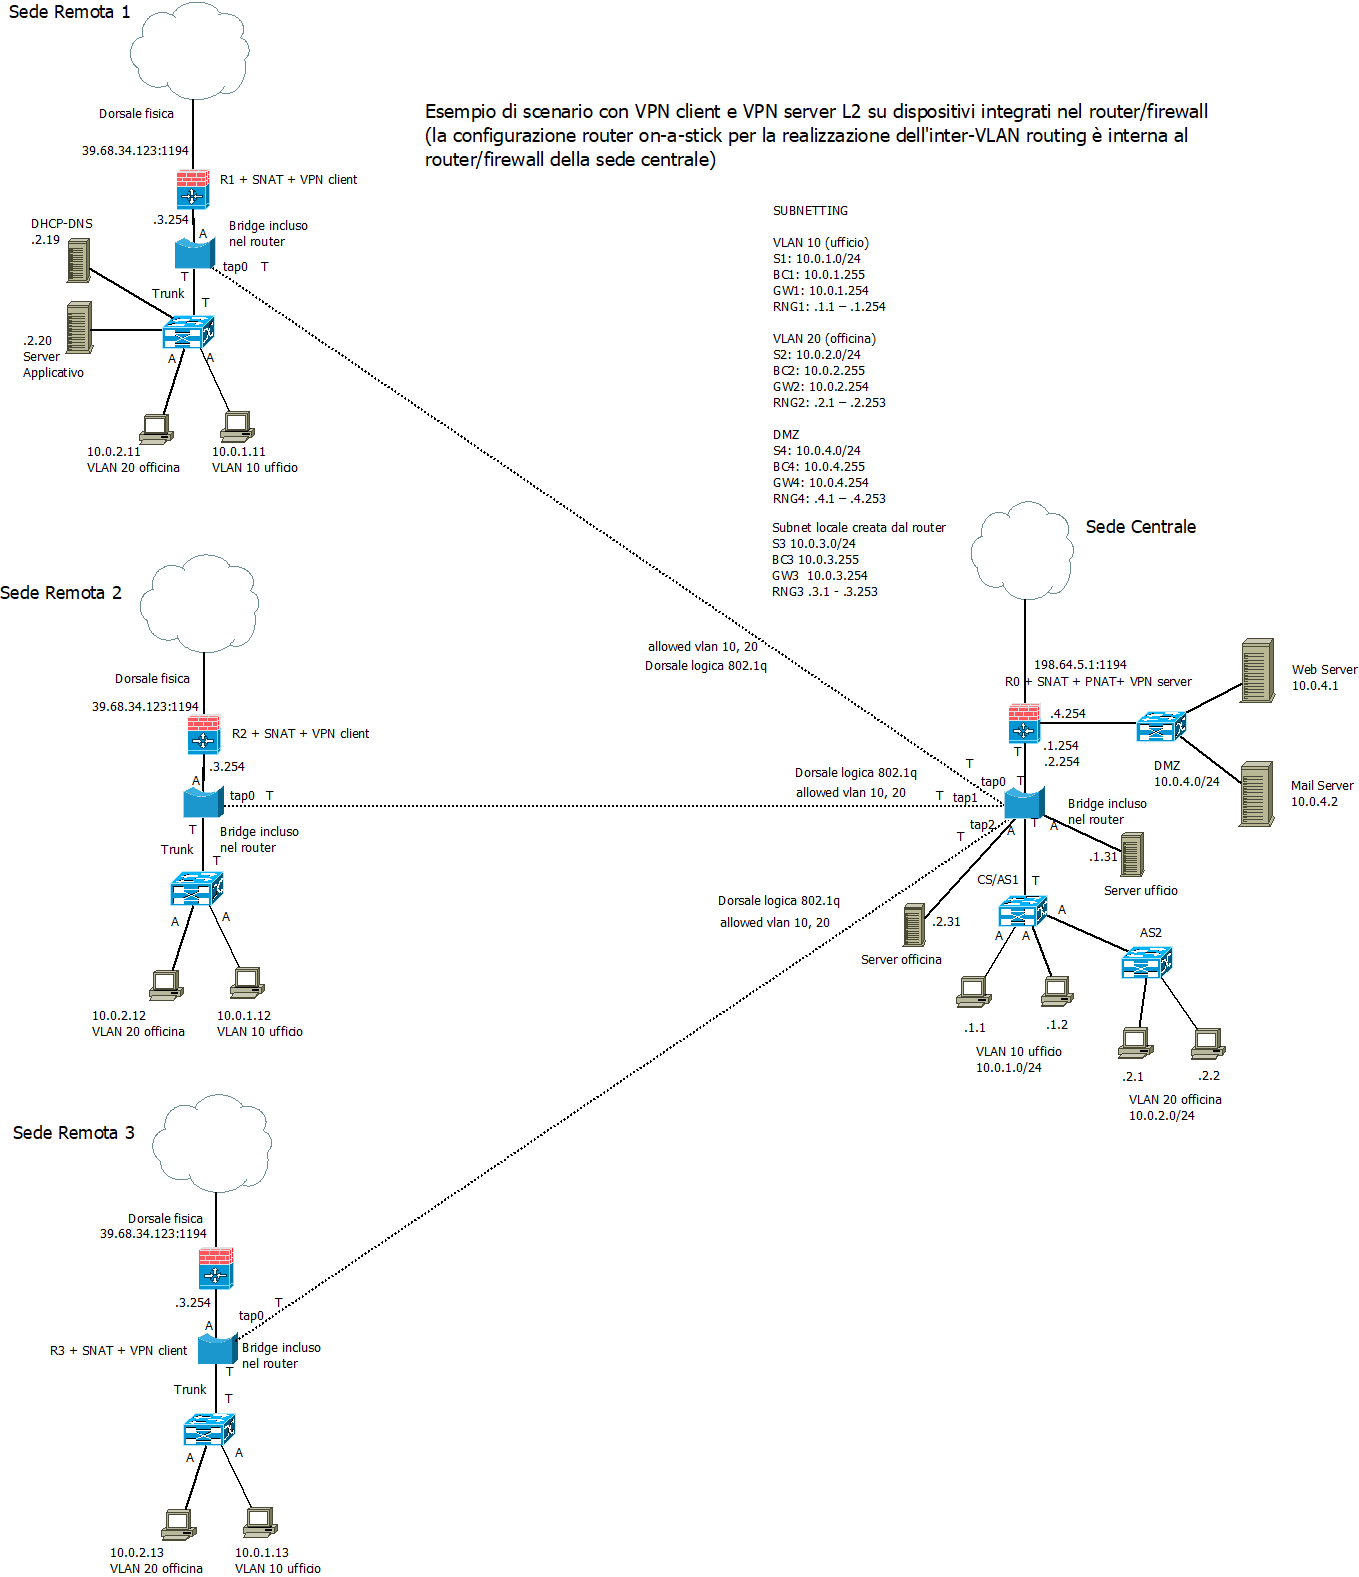 Sede Remota 1
Dorsale fisica
39.68.34.123:1194
R1 + SNAT + VPN client
.3.254
A
Bridge incluso
nel router
DHCP-DNS
.2.19
tap0 T
T
Trunk
T
.2.20
Server
Applicativo
A
A
10.0.2.11
VLAN 20 officina
10.0.1.11
VLAN 10 ufficio
Esempio di scenario con VPN client e VPN server L2 su dispositivi integrati nel router/firewall
(la configurazione router on-a-stick per la realizzazione dell'inter-VLAN routing è interna al
router/firewall della sede centrale)
SUBNETTING
VLAN 10 (ufficio)
S1: 10.0.1.0/24
BC1: 10.0.1.255
GW1: 10.0.1.254
RNG1: .1.1 – .1.254
VLAN 20 (officina)
S2: 10.0.2.0/24
BC2: 10.0.2.255
GW2: 10.0.2.254
RNG2: .2.1 – .2.253
DMZ
S4: 10.0.4.0/24
BC4: 10.0.4.255
GW4: 10.0.4.254
RNG4: .4.1 – .4.253
Subnet locale creata dal router
S3 10.0.3.0/24
BC3 10.0.3.255
GW3 10.0.3.254
RNG3 .3.1 - .3.253
Sede Remota 2
Dorsale fisica
39.68.34.123:1194
R2 + SNAT + VPN client
.3.254
A
tap0 T
T
Bridge incluso
nel router
Trunk
T
A
A
10.0.2.12
VLAN 20 officina
10.0.1.12
VLAN 10 ufficio
allowed vlan 10, 20
Dorsale logica 802.1q
Dorsale logica 802.1q
allowed vlan 10, 20
Dorsale logica 802.1q
allowed vlan 10, 20
Sede Centrale
198.64.5.1:1194
R0 + SNAT + PNAT+ VPN server
.4.254
T
.1.254
.2.254
Web Server
10.0.4.1
DMZ
10.0.4.0/24
Mail Server
10.0.4.2
T
tap0 T
T tap1
tap2
T
A
T
A
Bridge incluso
nel router
.1.31
Server ufficio
CS/AS1 T
.2.31
Server officina
A
A
A
AS2
.1.1
.1.2
VLAN 10 ufficio
10.0.1.0/24
.2.1
.2.2
VLAN 20 officina
10.0.2.0/24
Sede Remota 3
Dorsale fisica
39.68.34.123:1194
.3.254
tap0 T
A
R3 + SNAT + VPN client
Bridge incluso
nel router
T
Trunk
T
A
A
10.0.2.13
VLAN 20 officina
10.0.1.13
VLAN 10 ufficio